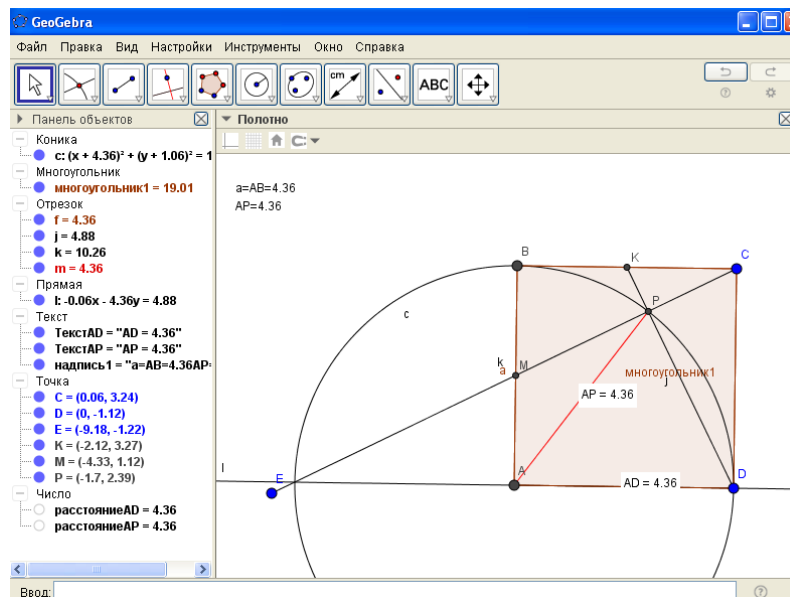 GeoGebra
Файл Правка Вид Настройки Инструменты Окно Справка
cm
ABC
Панель объектов
Коника
c: (x + 4.36)² + (y + 1.06)² = 1
Многоугольник
многоугольник1 = 19.01
Отрезок
f = 4.36
j = 4.88
k = 10.26
m = 4.36
Прямая
l: -0.06x - 4.36y = 4.88
Текст
ТекстAD = "AD = 4.36"
ТекстAP = "AP = 4.36"
надпись1 = "a=AB=4.36AP=
Точка
C = (0.06, 3.24)
D = (0, -1.12)
E = (-9.18, -1.22)
K = (-2.12, 3.27)
M = (-4.33, 1.12)
P = (-1.7, 2.39)
Число
расстояниеAD = 4.36
расстояниеAP = 4.36
Полотно
a=AB=4.36
AP=4.36
B
K
C
P
c
k
a
M
многоугольник1
j
AP = 4.36
l
E
A
AD = 4.36
D
Ввод: